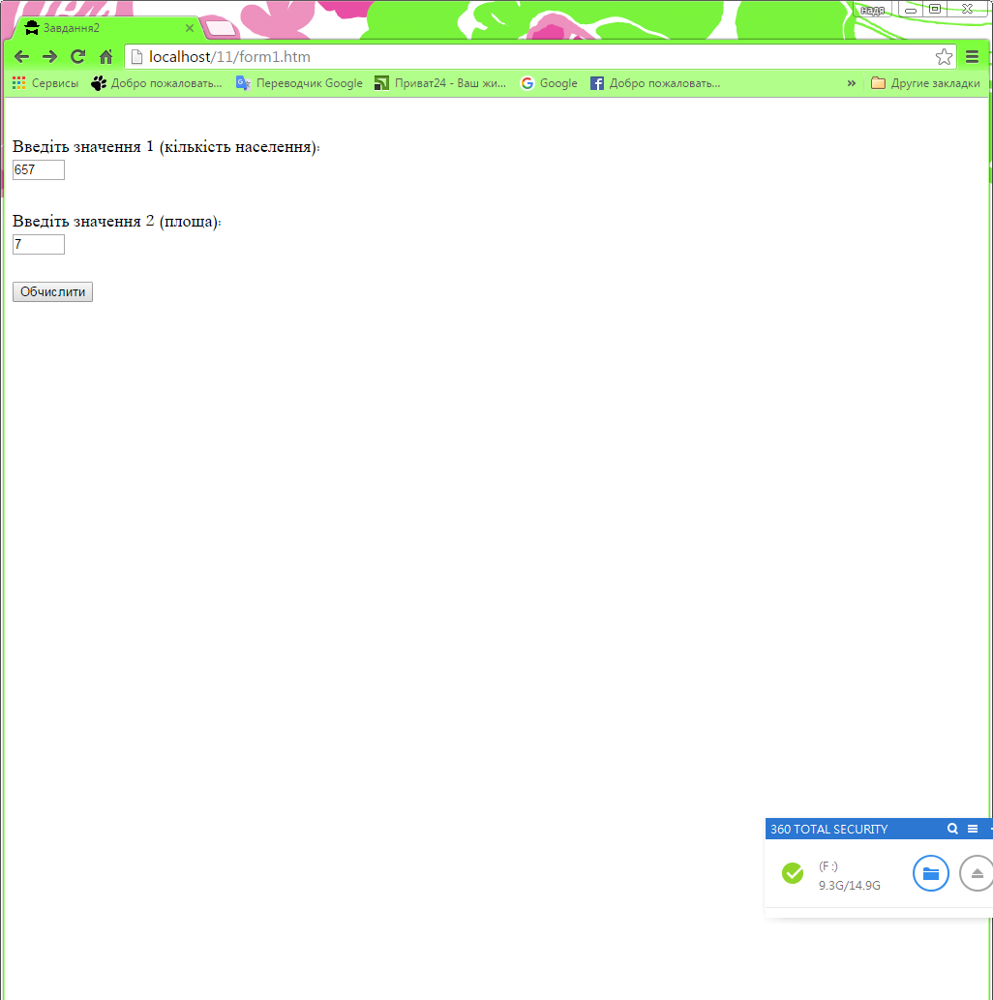 надя
Завдання2
localhost/11/form1.htm
Сервисы Добро пожаловать... Переводчик Google Приват24 - Ваш жи... Google Добро пожаловать... » Другие закладки
Введіть значення 1 (кількість населення):
657
Введіть значення 2 (площа):
7
Обчислити
360 TOTAL SECURITY
(F:)
9.3G/14.9G